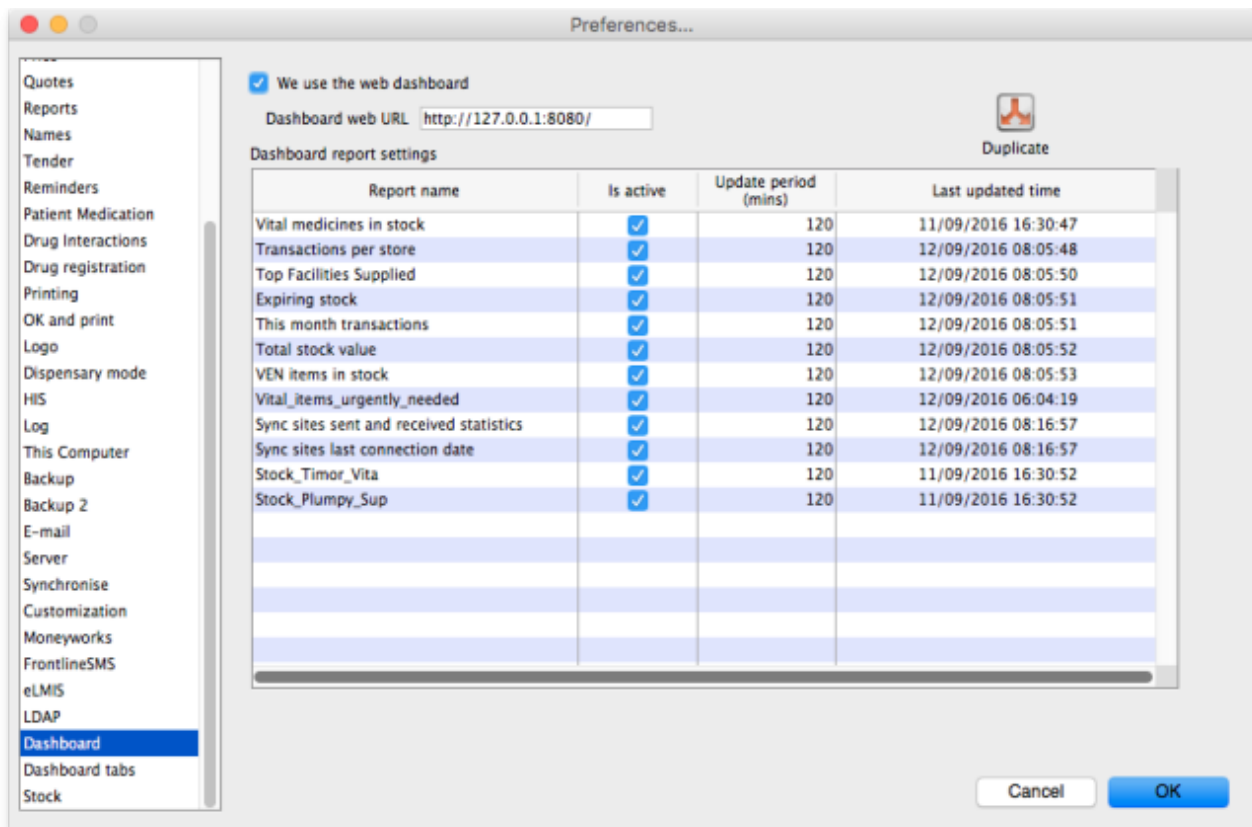 Preferences...
Quotes
Reports
Names
Tender
Reminders
Patient Medication
Drug Interactions
Drug registration
Printing
OK and print
Logo
Dispensary mode
HIS
Log
This Computer
Backup
Backup 2
E-mail
Server
Synchronise
Customization
Moneyworks
FrontlineSMS
eLMIS
LDAP
Dashboard
Dashboard tabs
Stock
We use the web dashboard
Dashboard web URL http://127.0.0.1:8080/
Duplicate
Dashboard report settings
Report name Is active Update period (mins) Last updated time
Vital medicines in stock 120 11/09/2016 16:30:47
Transactions per store 120 12/09/2016 08:05:48
Top Facilities Supplied 120 12/09/2016 08:05:50
Expiring stock 120 12/09/2016 08:05:51
This month transactions 120 12/09/2016 08:05:51
Total stock value 120 12/09/2016 08:05:52
VEN items in stock 120 12/09/2016 08:05:53
Vital_items_urgently_needed 120 12/09/2016 06:04:19
Sync sites sent and received statistics 120 12/09/2016 08:16:57
Sync sites last connection date 120 12/09/2016 08:16:57
Stock_Timor_Vita 120 11/09/2016 16:30:52
Stock_Plumpy_Sup 120 11/09/2016 16:30:52
Cancel OK